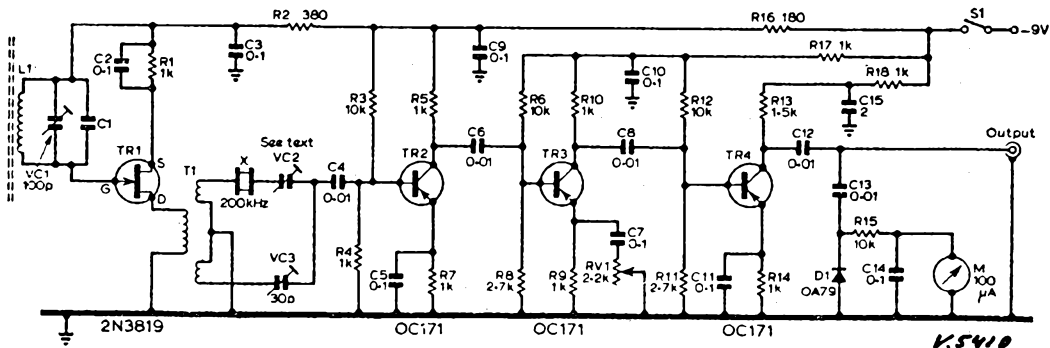 R2 380
R16 180
S1
-9V
R17 1k
R18 1k
C2
0·1
R1
1k
C3
0·1
C9
0·1
C10
0·1
L1
C1
R3
10k
R5
1k
R6
10k
R10
1k
R12
10k
R13
1·5k
C15
2
TR1
VC1
100p
S
G
D
T1
X
200kHz
See text
VC2
C4
0·01
TR2
C6
0·01
TR3
C8
0·01
TR4
C12
0·01
Output
C13
0·01
R15
10k
VC3
30p
R4
1k
C5
0·1
R7
1k
R8
2·7k
R9
1k
C7
0·1
RV1
2·2k
R11
2·7k
C11
0·1
R14
1k
D1
OA79
C14
0·1
M
100
μA
2N3819
OC171
OC171
OC171
V.5410